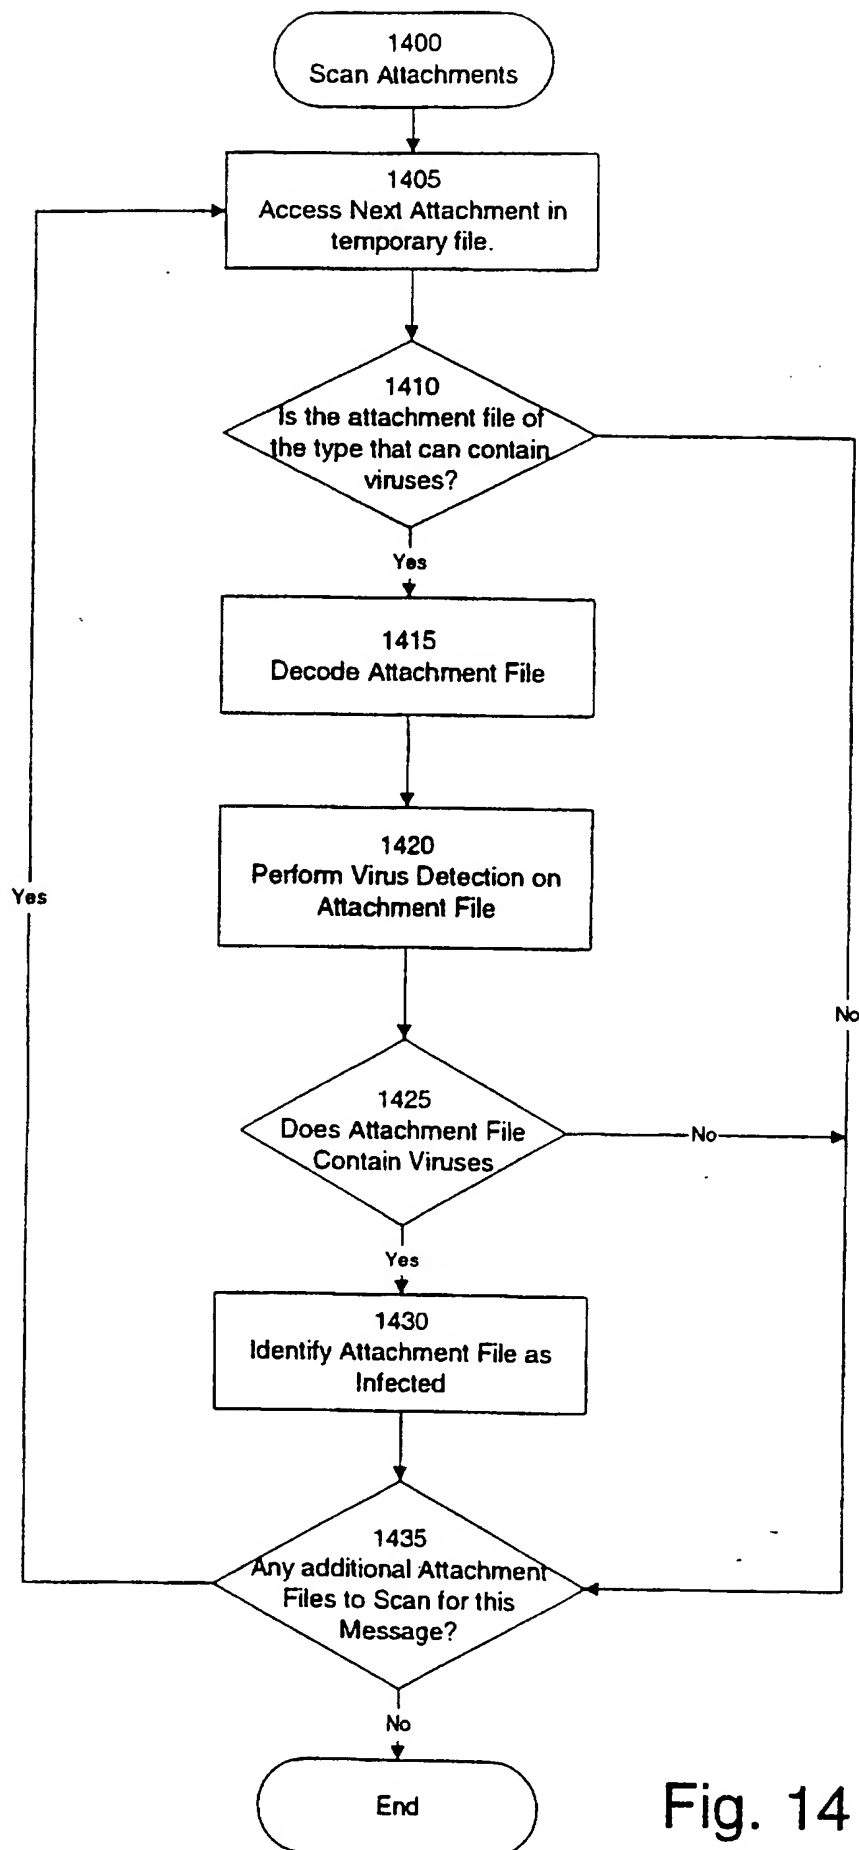 1400
Scan Attachments
1405
Access Next Attachment in
temporary file.
1410
Is the attachment file of
the type that can contain
viruses?
Yes
1415
Decode Attachment File
1420
Perform Virus Detection on
Attachment File
Yes
No
1425
Does Attachment File
Contain Viruses
No
Yes
1430
Identify Attachment File as
Infected
1435
Any additional Attachment
Files to Scan for this
Message?
No
End
Fig. 14